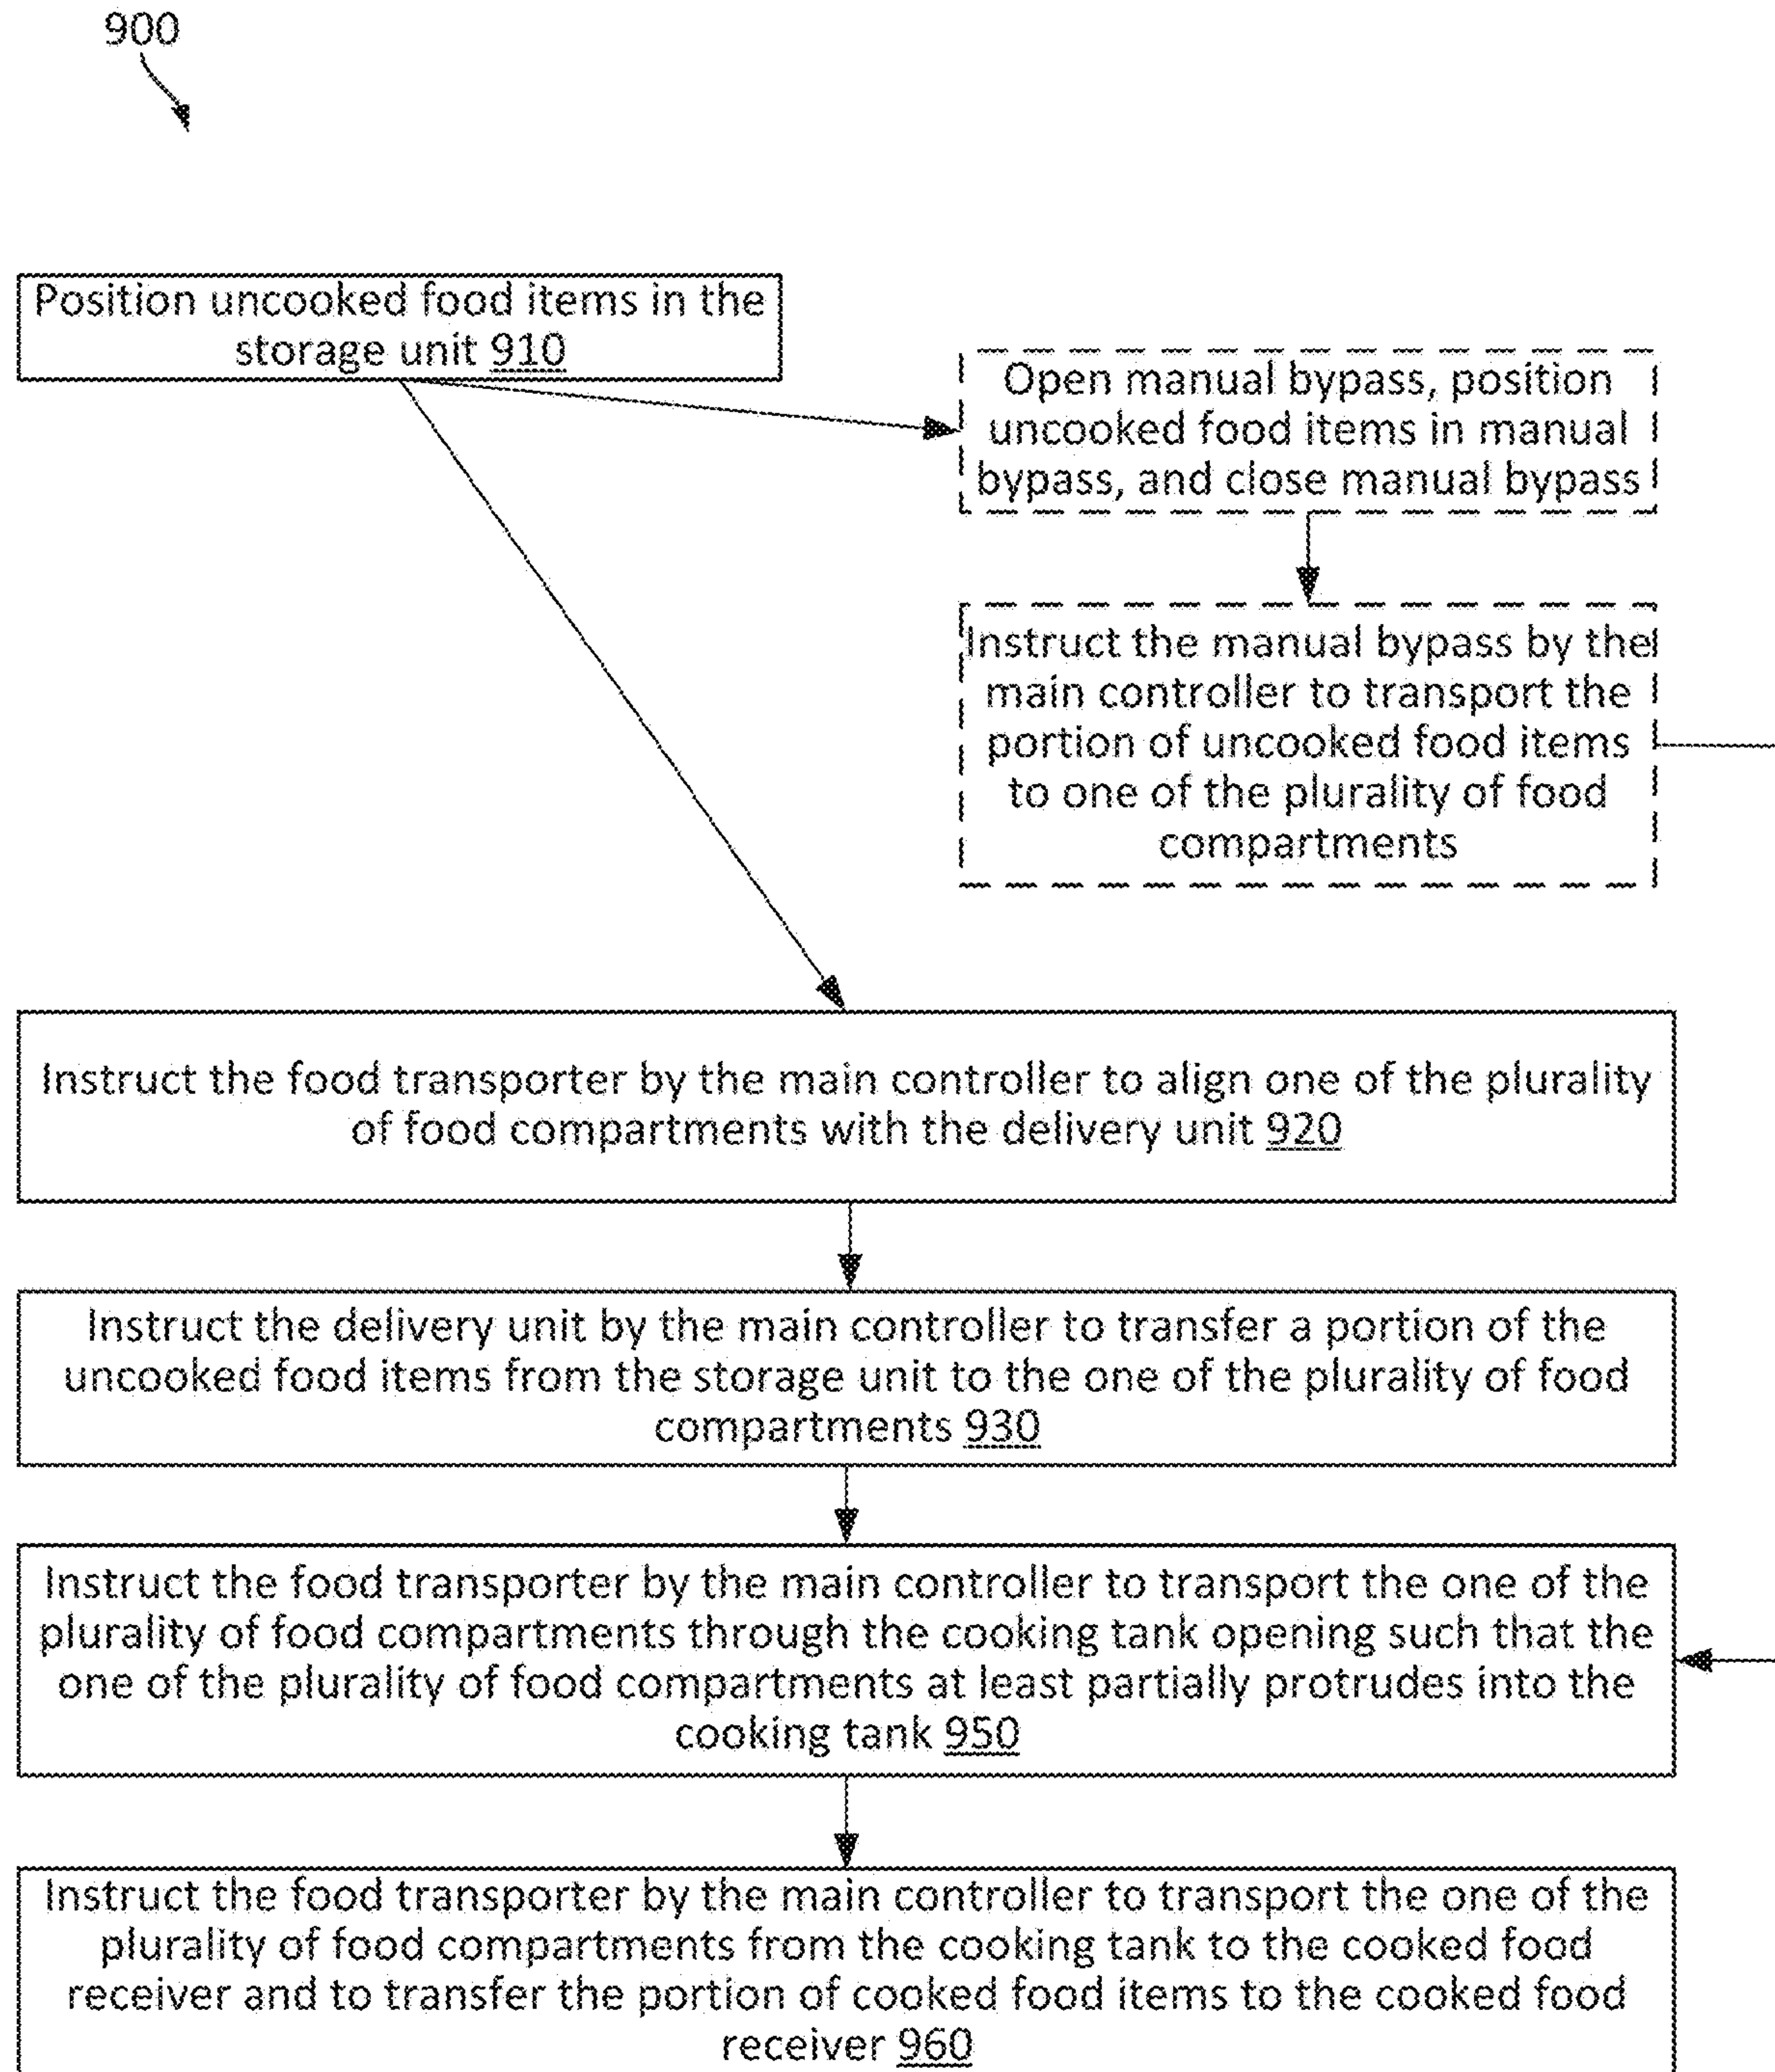 900
Position uncooked food items in the
storage unit 910
Open manual bypass, position
uncooked food items in manual
bypass, and close manual bypass
Instruct the manual bypass by the
main controller to transport the
portion of uncooked food items
to one of the plurality of food
compartments
Instruct the food transporter by the main controller to align one of the plurality
of food compartments with the delivery unit 920
Instruct the delivery unit by the main controller to transfer a portion of the
uncooked food items from the storage unit to the one of the plurality of food
compartments 930
Instruct the food transporter by the main controller to transport the one of the
plurality of food compartments through the cooking tank opening such that the
one of the plurality of food compartments at least partially protrudes into the
cooking tank 950
Instruct the food transporter by the main controller to transport the one of the
plurality of food compartments from the cooking tank to the cooked food
receiver and to transfer the portion of cooked food items to the cooked food
receiver 960